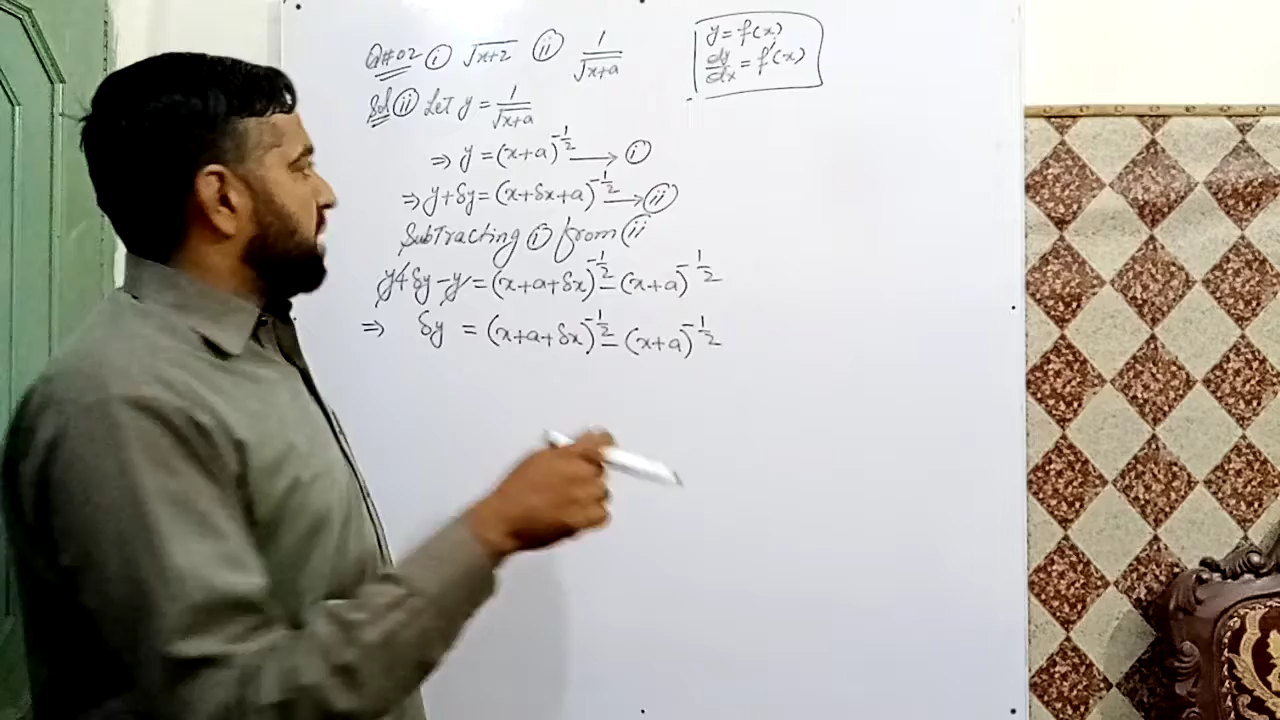 Q#02 (i) √x+2 (ii) 1/√x+a
y = f(x)
dy/dx = f'(x)
Sol (ii) Let y = 1/√x+a
⇒ y = (x+a)^-1/2 → (i)
⇒ y+δy = (x+δx+a)^-1/2 → (ii)
Subtracting (i) from (ii
y+δy-y = (x+a+δx)^-1/2 - (x+a)^-1/2
⇒ δy = (x+a+δx)^-1/2 - (x+a)^-1/2